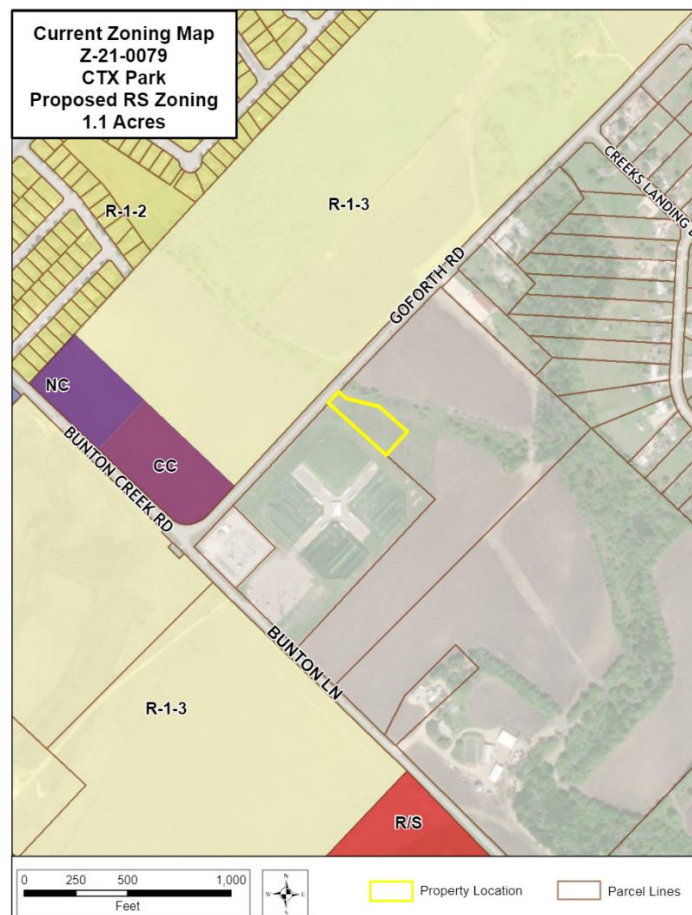 Current Zoning Map
Z-21-0079
CTX Park
Proposed RS Zoning
1.1 Acres
R-1-2
R-1-3
CREEKS LANDING
GOFORTH RD
NC
CC
BUNTON CREEK RD
BUNTON LN
R-1-3
R/S
0 250 500 1,000
Feet
N
W E
S
Property Location
Parcel Lines